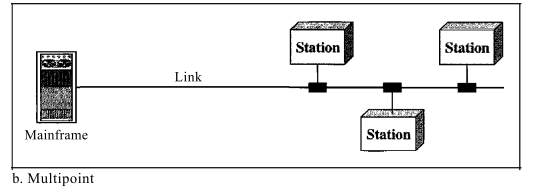 Station
Station
Link
Mainframe
Station
b. Multipoint